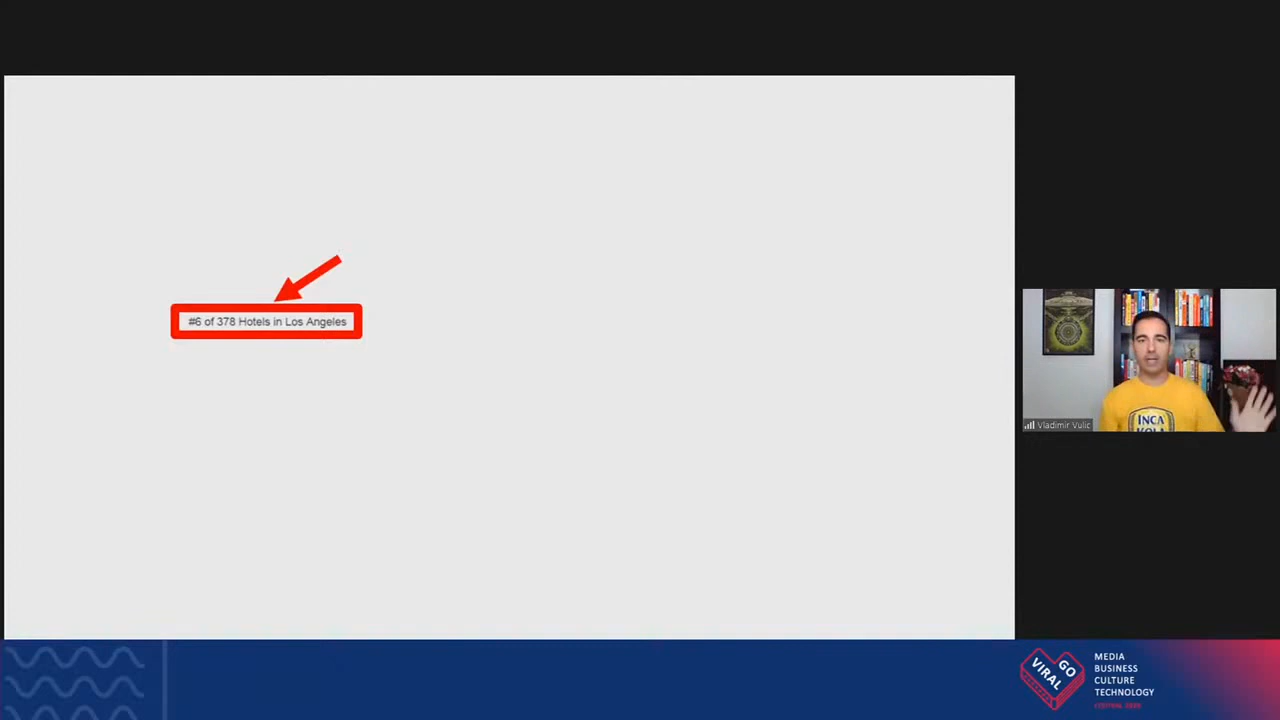 #6 of 378 Hotels in Los Angeles
INCA
KOLA
Vladimir Vulic
GO
VIRAL
MEDIA
BUSINESS
CULTURE
TECHNOLOGY